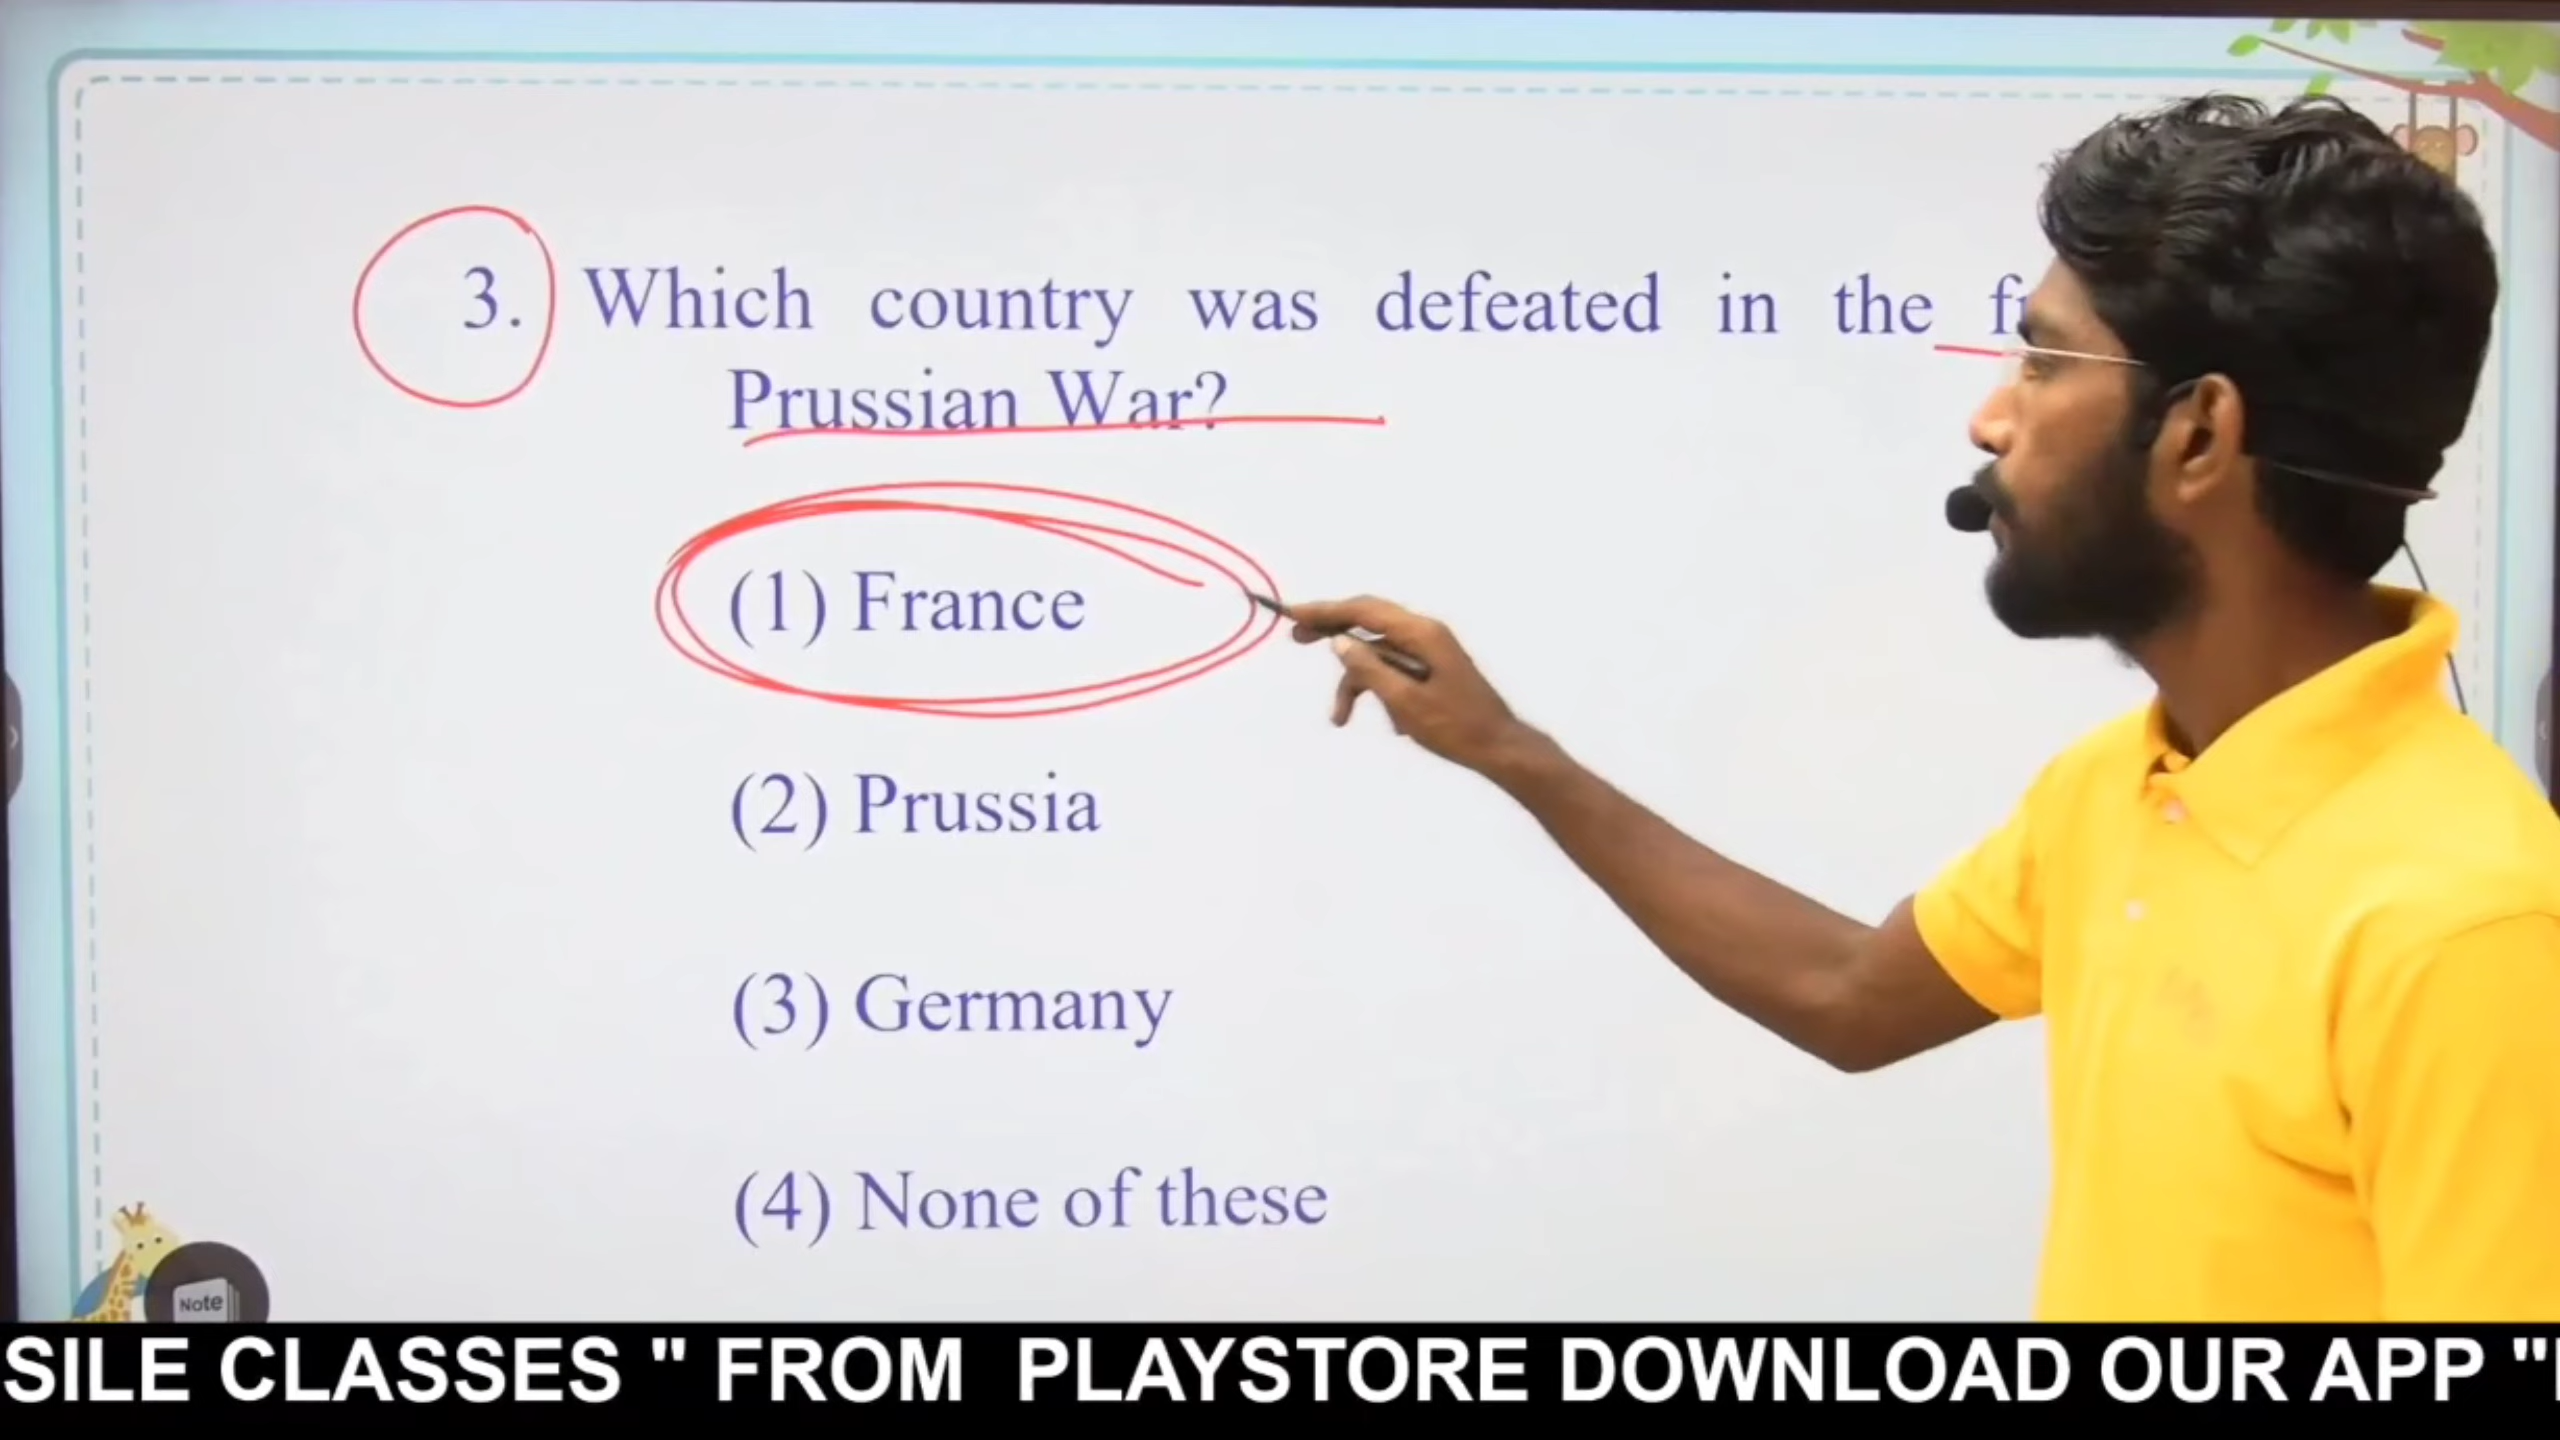 3. Which country was defeated in the
Prussian War?
(1) France
(2) Prussia
(3) Germany
(4) None of these
Note
SILE CLASSES " FROM PLAYSTORE DOWNLOAD OUR APP "